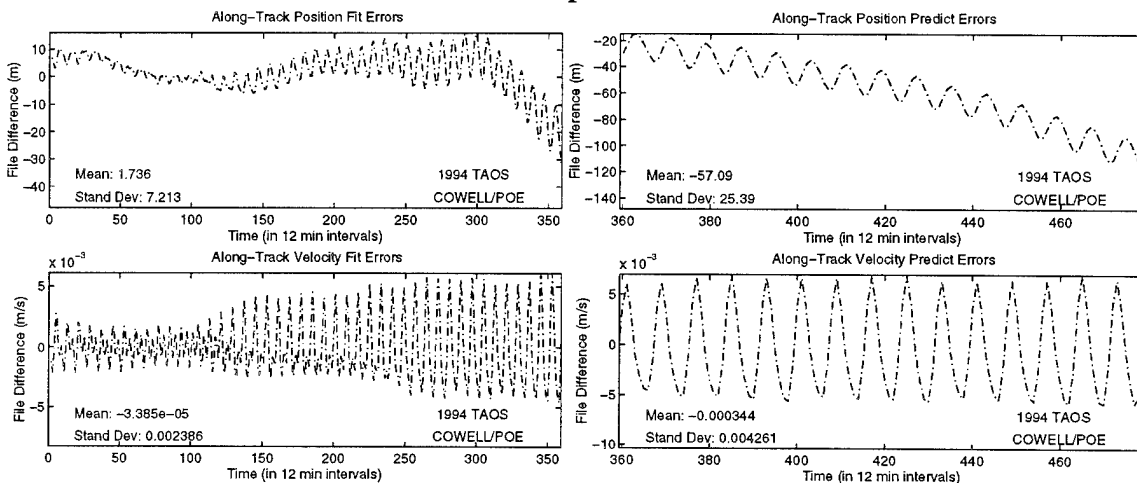 Along-Track Position Fit Errors
File Difference (m)
10
0
-10
-20
-30
-40
Mean: 1.736
Stand Dev: 7.213
1994 TAOS
COWELL/POE
0 50 100 150 200 250 300 350
Time (in 12 min intervals)
Along-Track Position Predict Errors
File Difference (m)
-20
-40
-60
-80
-100
-120
-140
Mean: -57.09
Stand Dev: 25.39
1994 TAOS
COWELL/POE
360 380 400 420 440 460
Time (in 12 min intervals)
Along-Track Velocity Fit Errors
x 10⁻³
File Difference (m/s)
5
0
-5
Mean: -3.385e-05
Stand Dev: 0.002386
1994 TAOS
COWELL/POE
0 50 100 150 200 250 300 350
Time (in 12 min intervals)
Along-Track Velocity Predict Errors
x 10⁻³
File Difference (m/s)
5
0
-5
-10
Mean: -0.000344
Stand Dev: 0.004261
1994 TAOS
COWELL/POE
360 380 400 420 440 460
Time (in 12 min intervals)